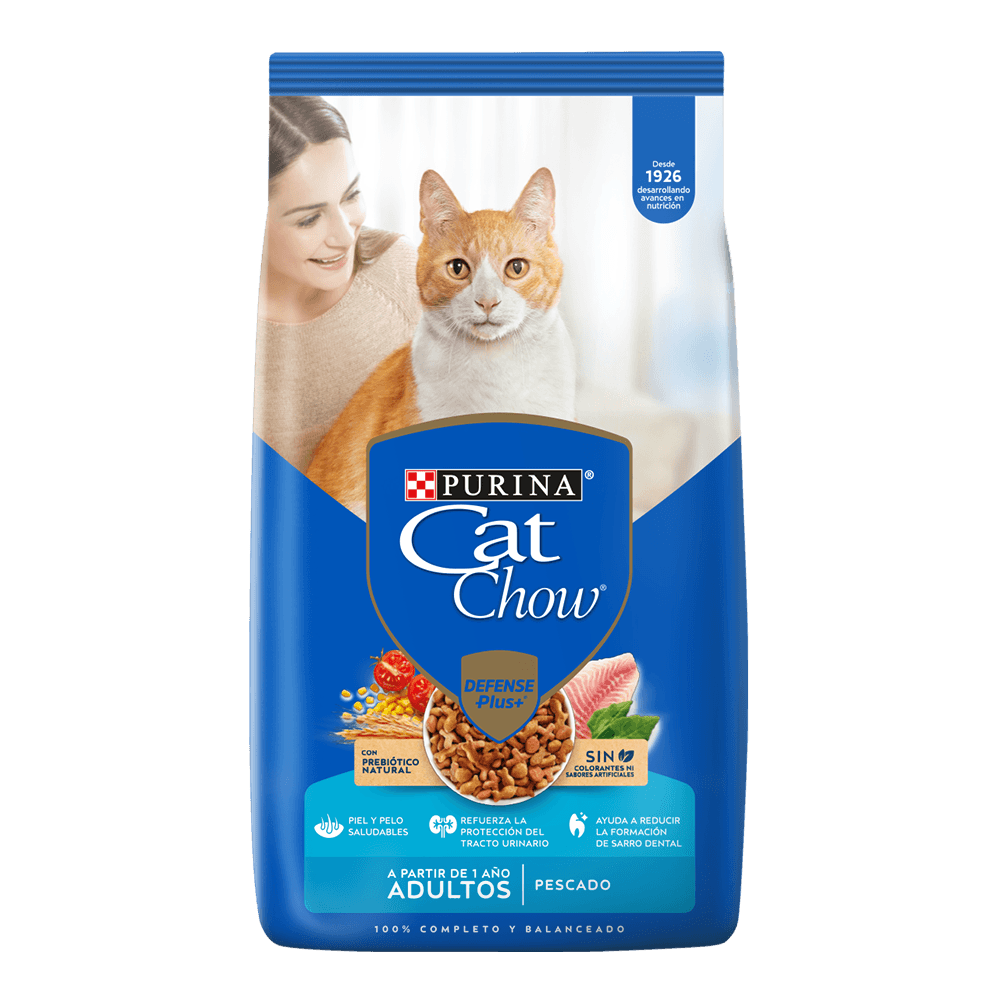 Desde
1926
desarrollando
avances en
nutrición
PURINA®
Cat
Chow®
DEFENSE
Plus+
CON
PREBIÓTICO
NATURAL
SIN
COLORANTES NI
SABORES ARTIFICIALES
PIEL Y PELO
SALUDABLES
REFUERZA LA
PROTECCIÓN DEL
TRACTO URINARIO
AYUDA A REDUCIR
LA FORMACIÓN
DE SARRO DENTAL
A PARTIR DE 1 AÑO
ADULTOS
PESCADO
100% COMPLETO Y BALANCEADO